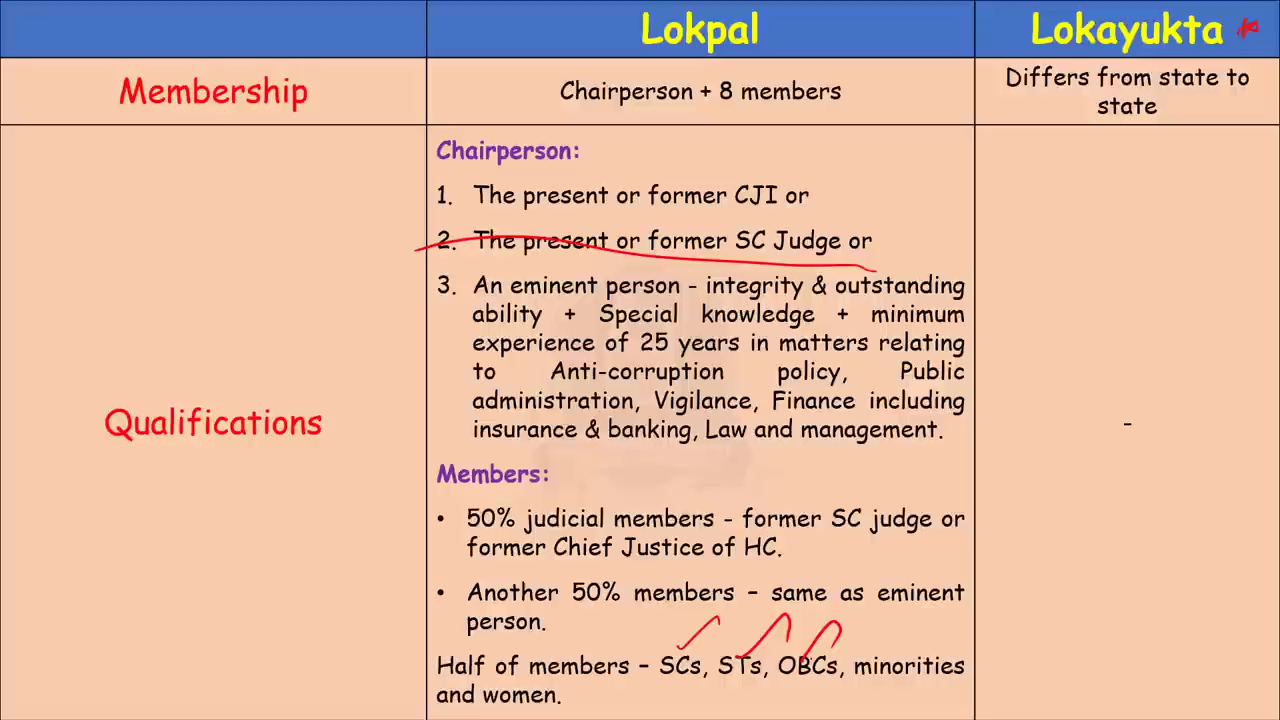 Lokpal
Lokayukta
Membership
Chairperson + 8 members
Differs from state to
state
Qualifications
Chairperson:
1. The present or former CJI or
2. The present or former SC Judge or
3. An eminent person - integrity & outstanding
ability + Special knowledge + minimum
experience of 25 years in matters relating
to Anti-corruption policy, Public
administration, Vigilance, Finance including
insurance & banking, Law and management.
Members:
• 50% judicial members - former SC judge or
former Chief Justice of HC.
• Another 50% members – same as eminent
person.
Half of members – SCs, STs, OBCs, minorities
and women.
-